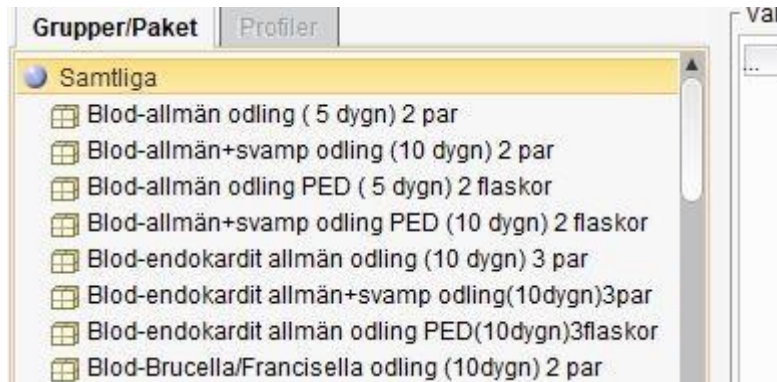 Grupper/Paket Profiler
Samtliga
...
Blod-allmän odling ( 5 dygn) 2 par
Blod-allmän+svamp odling (10 dygn) 2 par
Blod-allmän odling PED ( 5 dygn) 2 flaskor
Blod-allmän+svamp odling PED (10 dygn) 2 flaskor
Blod-endokardit allmän odling (10 dygn) 3 par
Blod-endokardit allmän+svamp odling(10dygn)3par
Blod-endokardit allmän odling PED(10dygn)3flaskor
Blod-Brucella/Francisella odling (10dygn) 2 par